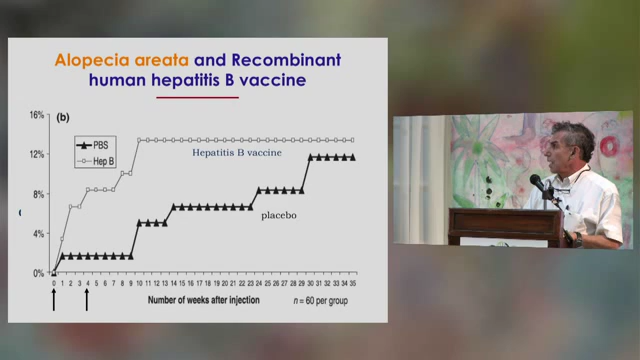 Alopecia areata and Recombinant
human hepatitis B vaccine
(b)
16%
12%
8%
4%
0%
PBS
Hep B
Hepatitis B vaccine
placebo
0 1 2 3 4 5 6 7 8 9 10 11 12 13 14 15 16 17 18 19 20 21 22 23 24 25 26 27 28 29 30 31 32 33 34 35
Number of weeks after injection
n = 60 per group